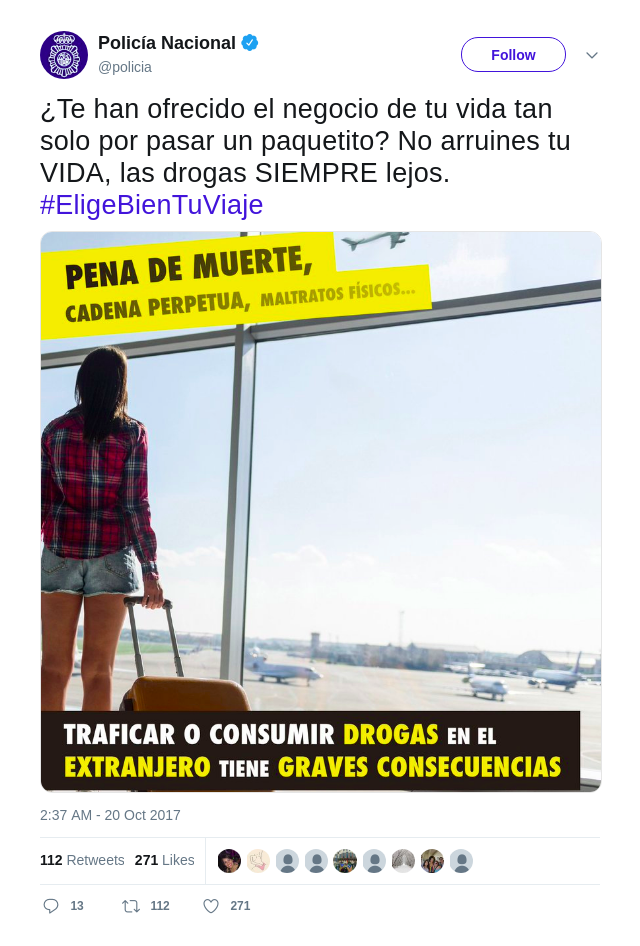 Policía Nacional
@policia
Follow
¿Te han ofrecido el negocio de tu vida tan
solo por pasar un paquetito? No arruines tu
VIDA, las drogas SIEMPRE lejos.
#EligeBienTuViaje
PENA DE MUERTE,
CADENA PERPETUA, MALTRATOS FÍSICOS...
TRAFICAR O CONSUMIR DROGAS EN EL
EXTRANJERO TIENE GRAVES CONSECUENCIAS
2:37 AM - 20 Oct 2017
112 Retweets 271 Likes
13 112 271